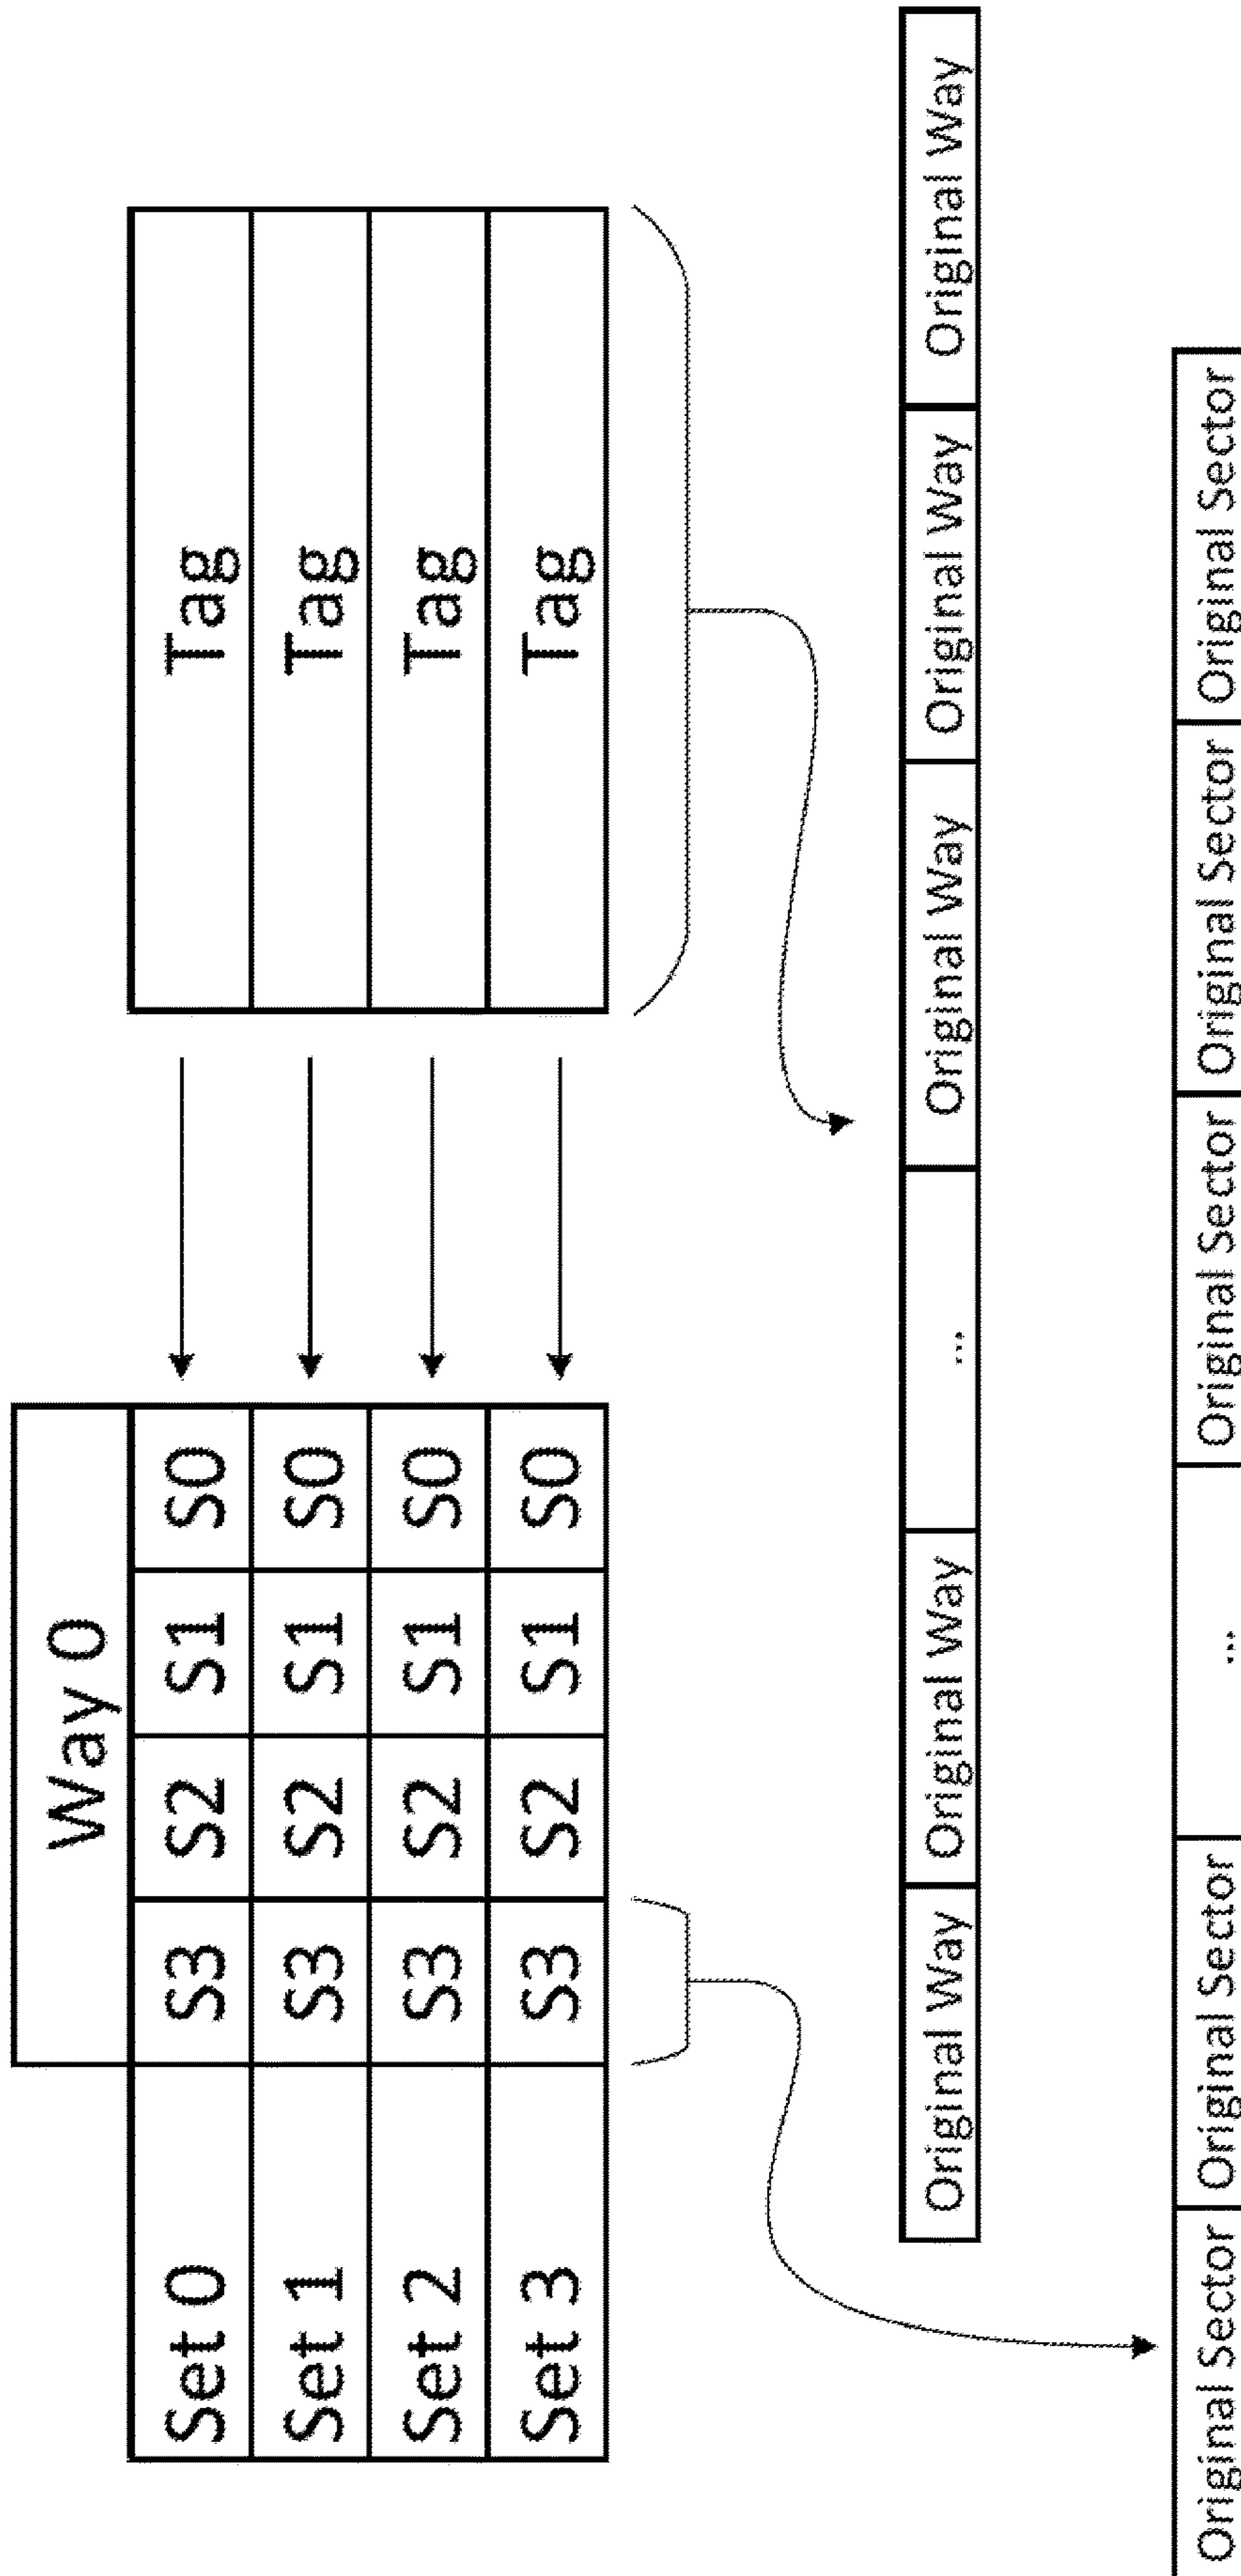 Way 0
Set 0 S3 S2 S1 S0 Tag
Set 1 S3 S2 S1 S0 Tag
Set 2 S3 S2 S1 S0 Tag
Set 3 S3 S2 S1 S0 Tag
Original Way Original Way ... Original Way Original Way Original Way
Original Sector Original Sector ... Original Sector Original Sector Original Sector